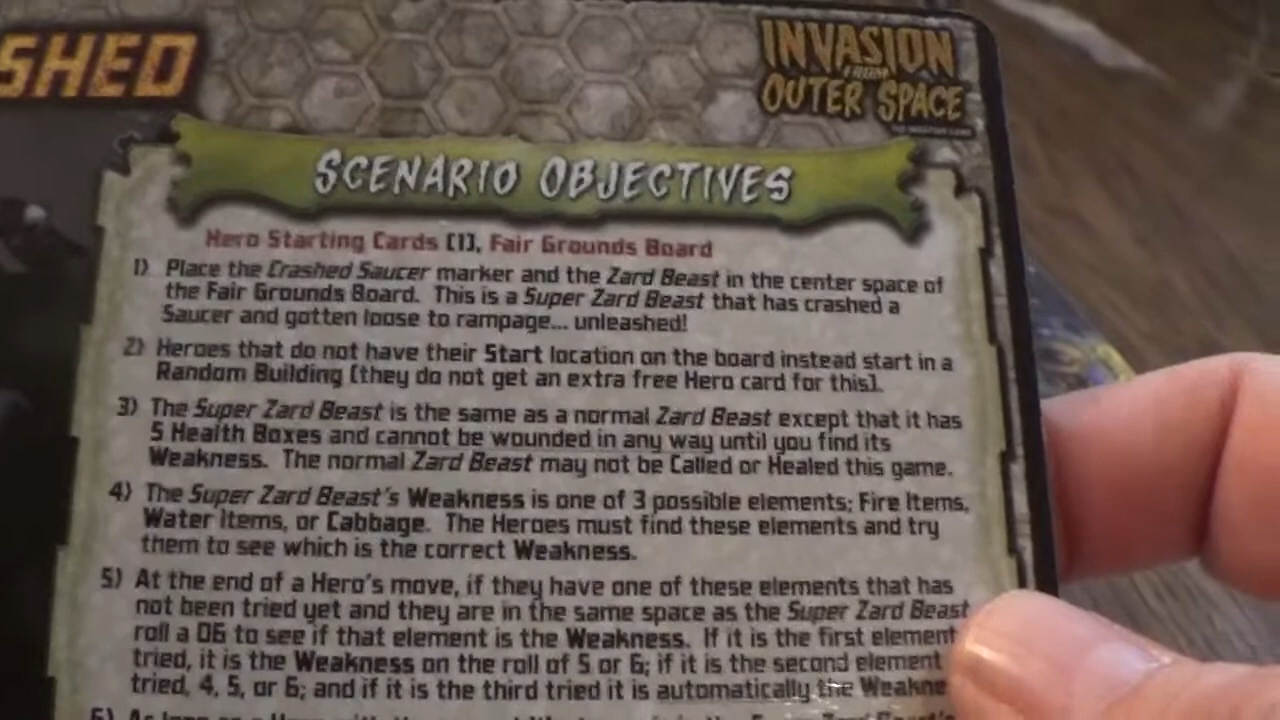 SHED
INVASION
FROM
OUTER SPACE
SCENARIO OBJECTIVES
Hero Starting Cards [1], Fair Grounds Board
1) Place the Crashed Saucer marker and the Zard Beast in the center space of
the Fair Grounds Board. This is a Super Zard Beast that has crashed a
Saucer and gotten loose to rampage... unleashed!
2) Heroes that do not have their Start location on the board instead start in a
Random Building [they do not get an extra free Hero card for this].
3) The Super Zard Beast is the same as a normal Zard Beast except that it has
5 Health Boxes and cannot be wounded in any way until you find its
Weakness. The normal Zard Beast may not be Called or Healed this game.
4) The Super Zard Beast's Weakness is one of 3 possible elements; Fire Items,
Water Items, or Cabbage. The Heroes must find these elements and try
them to see which is the correct Weakness.
5) At the end of a Hero's move, if they have one of these elements that has
not been tried yet and they are in the same space as the Super Zard Beast
roll a D6 to see if that element is the Weakness. If it is the first element
tried, it is the Weakness on the roll of 5 or 6; if it is the second element
tried, 4, 5, or 6; and if it is the third tried it is automatically the Weakne